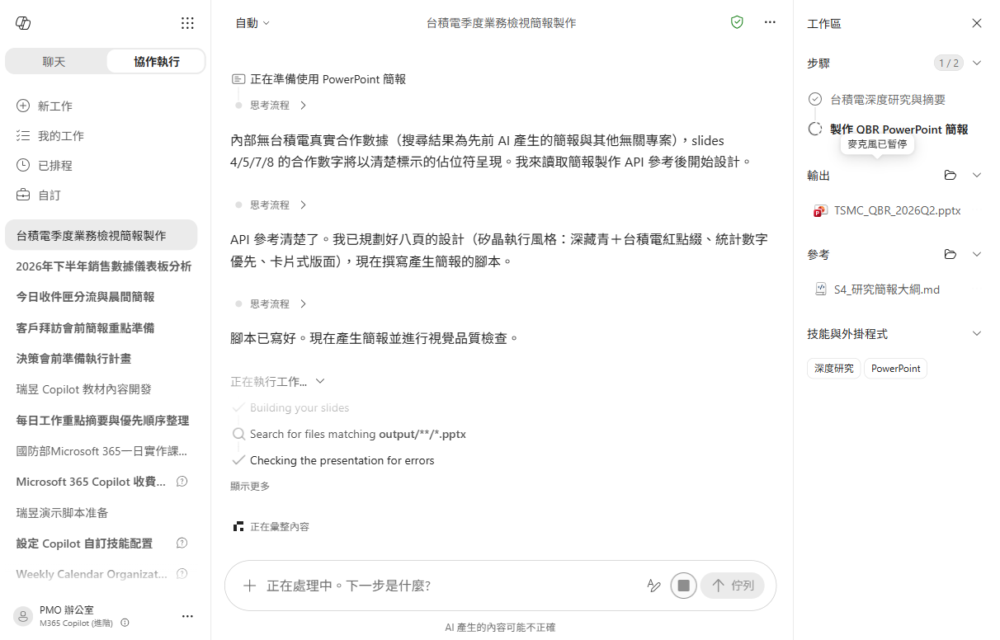 自動
台積電季度業務檢視簡報製作
聊天
協作執行
新工作
我的工作
已排程
自訂
台積電季度業務檢視簡報製作
2026年下半年銷售數據儀表板分析
今日收件匣分流與晨間簡報
客戶拜訪會前簡報重點準備
決策會前準備執行計畫
瑞昱 Copilot 教材內容開發
每日工作重點摘要與優先順序整理
國防部Microsoft 365一日實作課...
Microsoft 365 Copilot 收費...
瑞昱演示脚本准备
設定 Copilot 自訂技能配置
Weekly Calendar Organizat...
PMO 辦公室
M365 Copilot (進階)
正在準備使用 PowerPoint 簡報
思考流程
內部無台積電真實合作數據（搜尋結果為先前 AI 產生的簡報與其他無關專案），slides
4/5/7/8 的合作數字將以清楚標示的佔位符呈現。我來讀取簡報製作 API 參考後開始設計。
思考流程
API 參考清楚了。我已規劃好八頁的設計（矽晶執行風格：深藏青＋台積電紅點綴、統計數字
優先、卡片式版面），現在撰寫產生簡報的腳本。
思考流程
腳本已寫好。現在產生簡報並進行視覺品質檢查。
正在執行工作...
Building your slides
Search for files matching output/**/*.pptx
Checking the presentation for errors
顯示更多
正在彙整內容
正在處理中。下一步是什麼?
佇列
AI 產生的內容可能不正確
工作區
步驟
1 / 2
台積電深度研究與摘要
製作 QBR PowerPoint 簡報
麥克風已暫停
輸出
TSMC_QBR_2026Q2.pptx
參考
S4_研究簡報大綱.md
技能與外掛程式
深度研究
PowerPoint